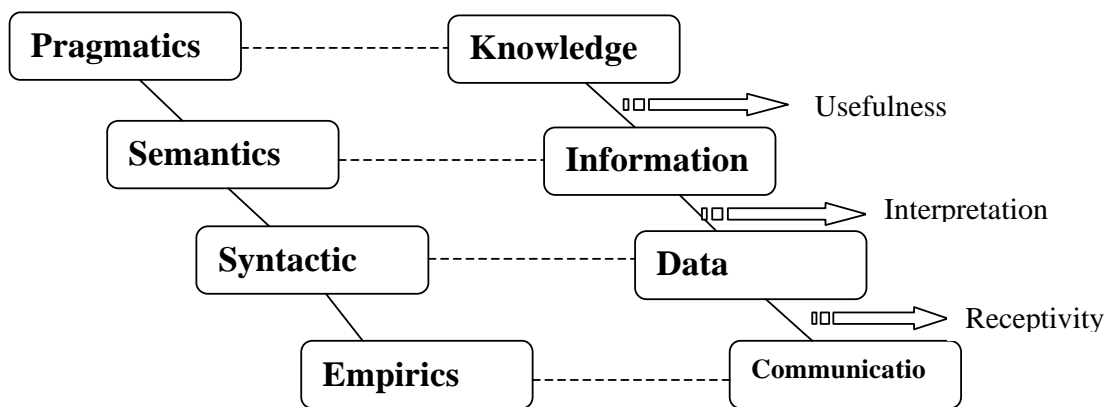 Pragmatics
Knowledge
Usefulness
Semantics
Information
Interpretation
Syntactic
Data
Receptivity
Empirics
Communicatio